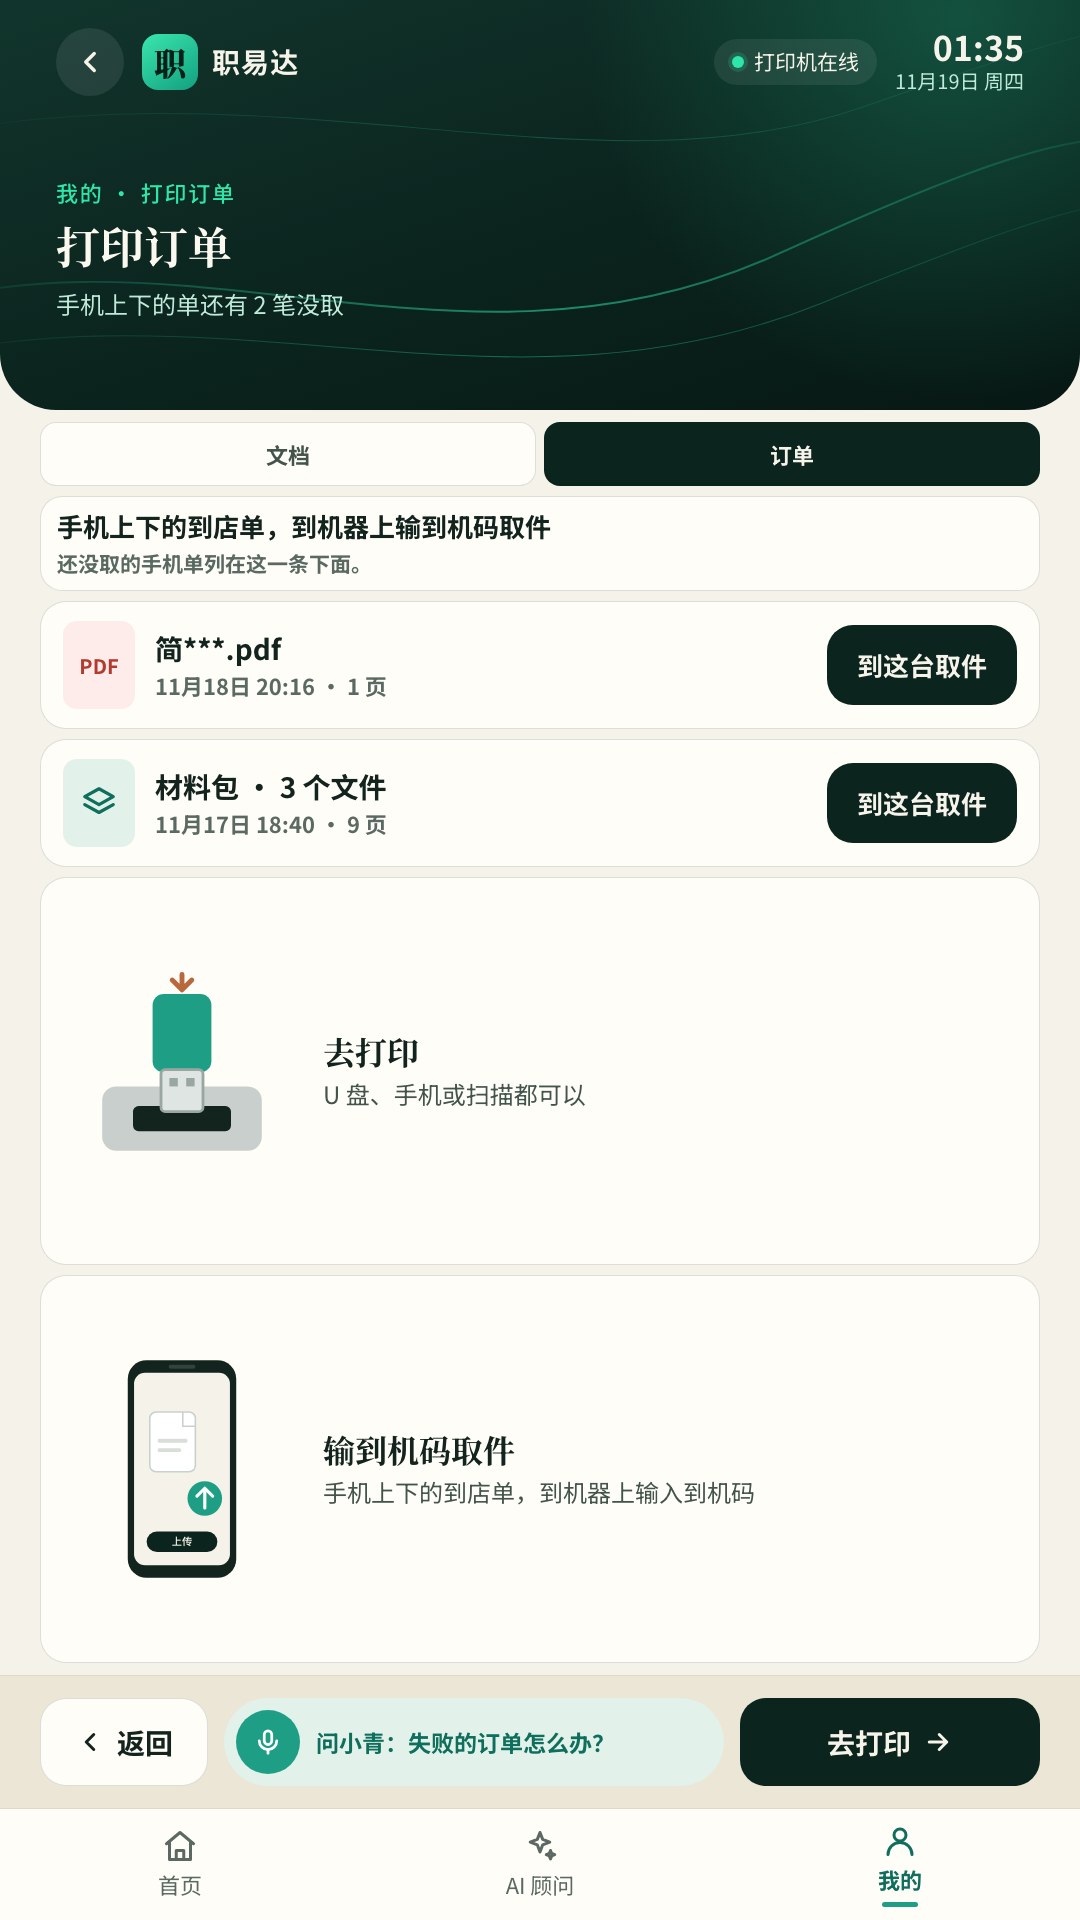 职 职易达
打印机在线
01:35
11月19日 周四
我的 · 打印订单
打印订单
手机上下的单还有 2 笔没取
文档
订单
手机上下的到店单，到机器上输到机码取件
还没取的手机单列在这一条下面。
PDF
简***.pdf
11月18日 20:16 · 1 页
到这台取件
材料包 · 3 个文件
11月17日 18:40 · 9 页
到这台取件
去打印
U 盘、手机或扫描都可以
上传
输到机码取件
手机上下的到店单，到机器上输入到机码
返回
问小青：失败的订单怎么办？
去打印
首页
AI 顾问
我的